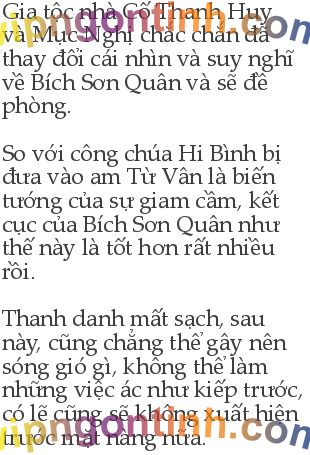 Gia tộc nhà cố Thanh Huy
và Mục Nghị chắc chắn đã
thay đổi cái nhìn và suy nghĩ
về Bích Sơn Quân và sẽ đề
phòng.
So với công chúa Hi Bình bị
đưa vào am Từ Vân là biến
tướng của sự giam cầm, kết
cục của Bích Sơn Quân như
thế này là tốt hơn rất nhiều
rồi.
Thanh danh mất sạch, sau
này, cũng chẳng thể gây nên
sóng gió gì, không thể làm
những việc ác như kiếp trước,
có lẽ cũng sẽ không xuất hiện
trước mặt nàng nữa.
vipngontinh.com
vipngontinh.com